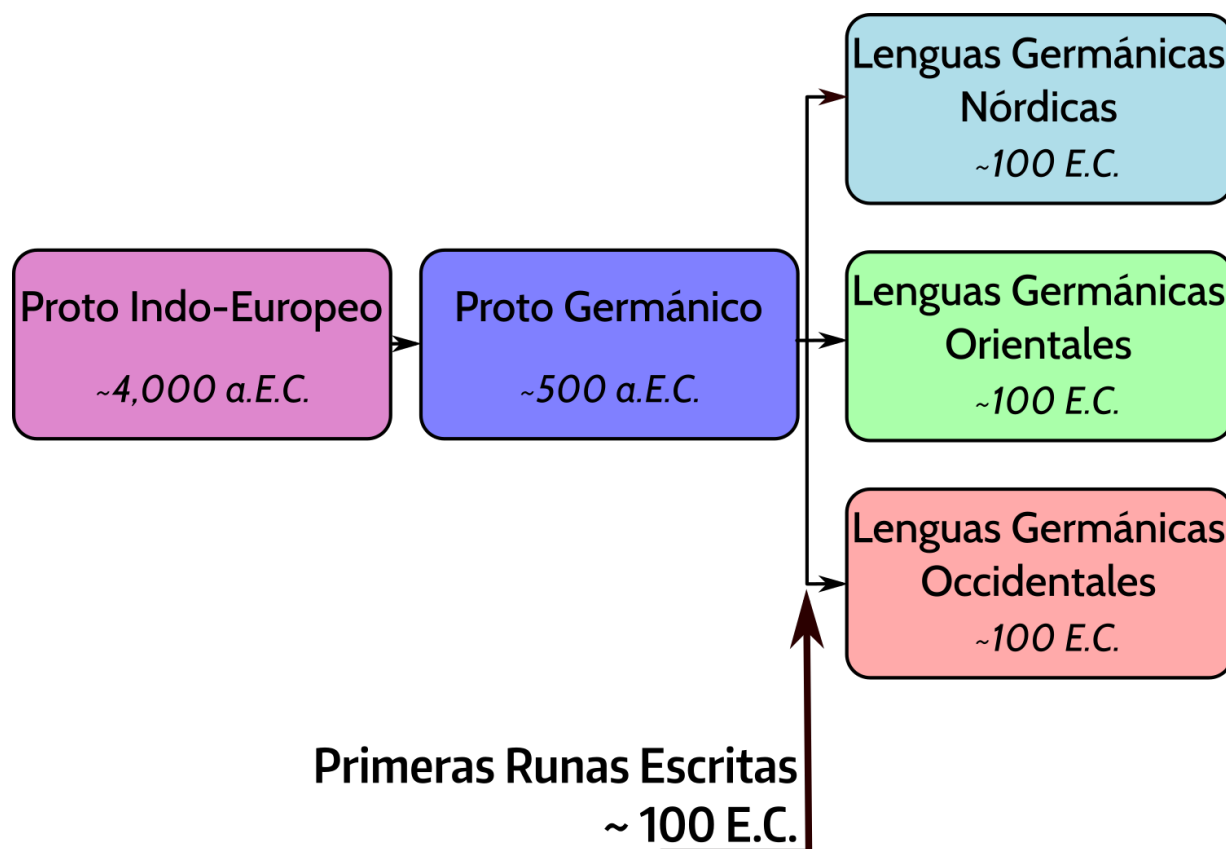 Lenguas Germánicas
Nórdicas
~100 E.C.
Proto Indo-Europeo
~4,000 a.E.C.
Proto Germánico
~500 a.E.C.
Lenguas Germánicas
Orientales
~100 E.C.
Lenguas Germánicas
Occidentales
~100 E.C.
Primeras Runas Escritas
~ 100 E.C.